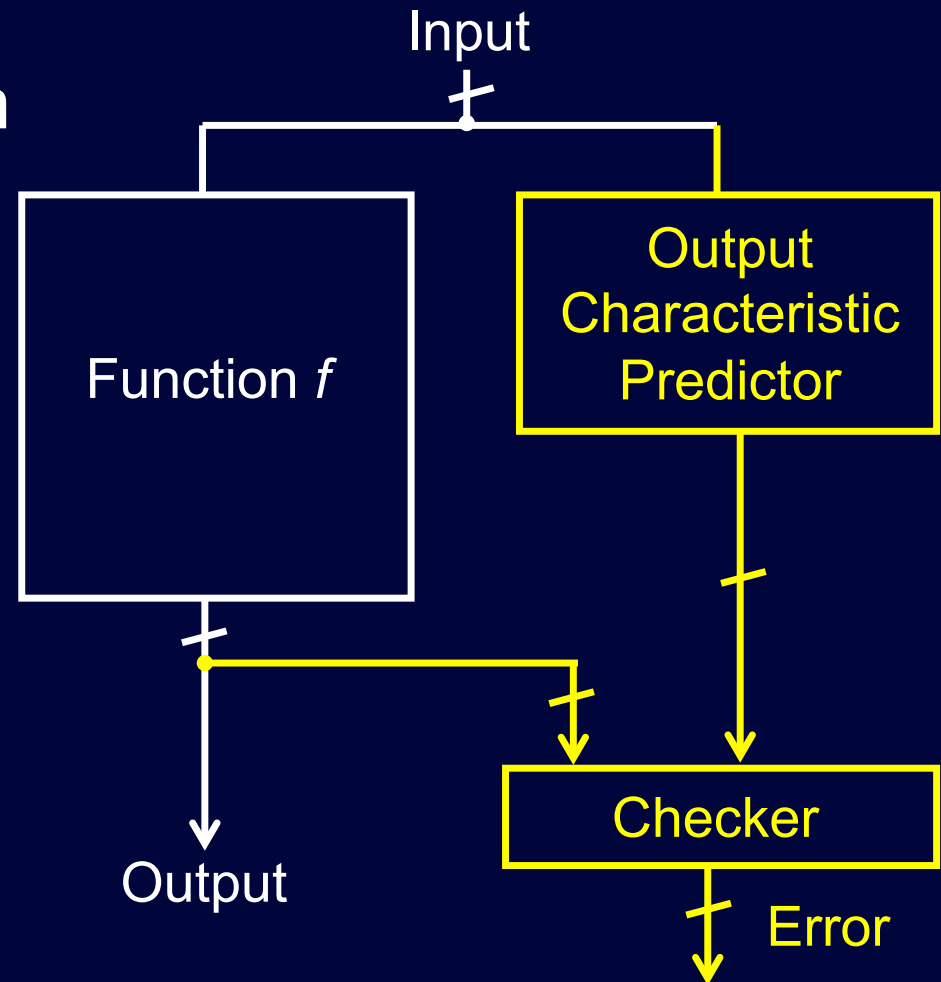 Input
Function f
Output
Characteristic
Predictor
Checker
Output
Error